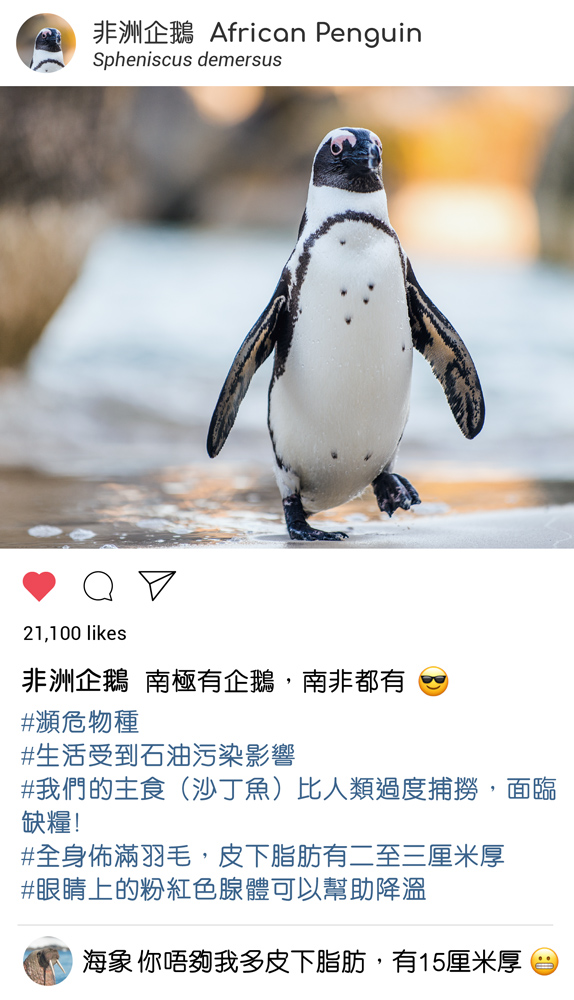 非洲企鵝 African Penguin
Spheniscus demersus
21,100 likes
非洲企鵝 南極有企鵝，南非都有 😎
#瀕危物種
#生活受到石油污染影響
#我們的主食（沙丁魚）比人類過度捕撈，面臨
缺糧!
#全身佈滿羽毛，皮下脂肪有二至三厘米厚
#眼睛上的粉紅色腺體可以幫助降溫
海象 你唔夠我多皮下脂肪，有15厘米厚 😬